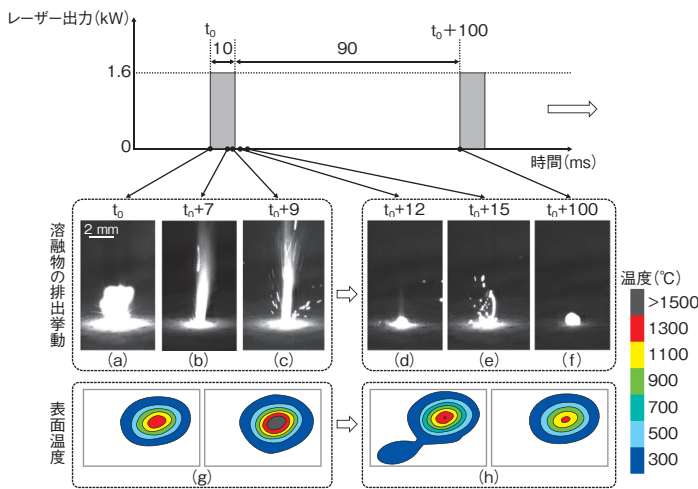 レーザー出力(kW)
t₀
t₀+100
10
90
1.6
0
時間(ms)
t₀
t₀+7
t₀+9
t₀+12
t₀+15
t₀+100
溶融物の排出挙動
2 mm
(a)
(b)
(c)
(d)
(e)
(f)
温度(℃)
>1500
1300
1100
900
700
500
300
表面温度
(g)
(h)